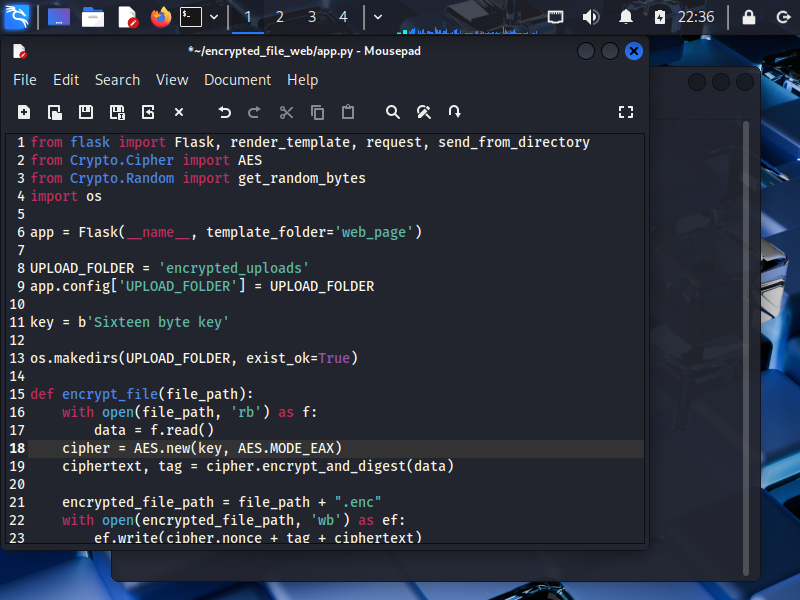 1 2 3 4 22:36
*~/encrypted_file_web/app.py - Mousepad
File Edit Search View Document Help
1 from flask import Flask, render_template, request, send_from_directory
2 from Crypto.Cipher import AES
3 from Crypto.Random import get_random_bytes
4 import os
5
6 app = Flask(__name__, template_folder='web_page')
7
8 UPLOAD_FOLDER = 'encrypted_uploads'
9 app.config['UPLOAD_FOLDER'] = UPLOAD_FOLDER
10
11 key = b'Sixteen byte key'
12
13 os.makedirs(UPLOAD_FOLDER, exist_ok=True)
14
15 def encrypt_file(file_path):
16     with open(file_path, 'rb') as f:
17         data = f.read()
18     cipher = AES.new(key, AES.MODE_EAX)
19     ciphertext, tag = cipher.encrypt_and_digest(data)
20
21     encrypted_file_path = file_path + ".enc"
22     with open(encrypted_file_path, 'wb') as ef:
23         ef.write(cipher.nonce + tag + ciphertext)